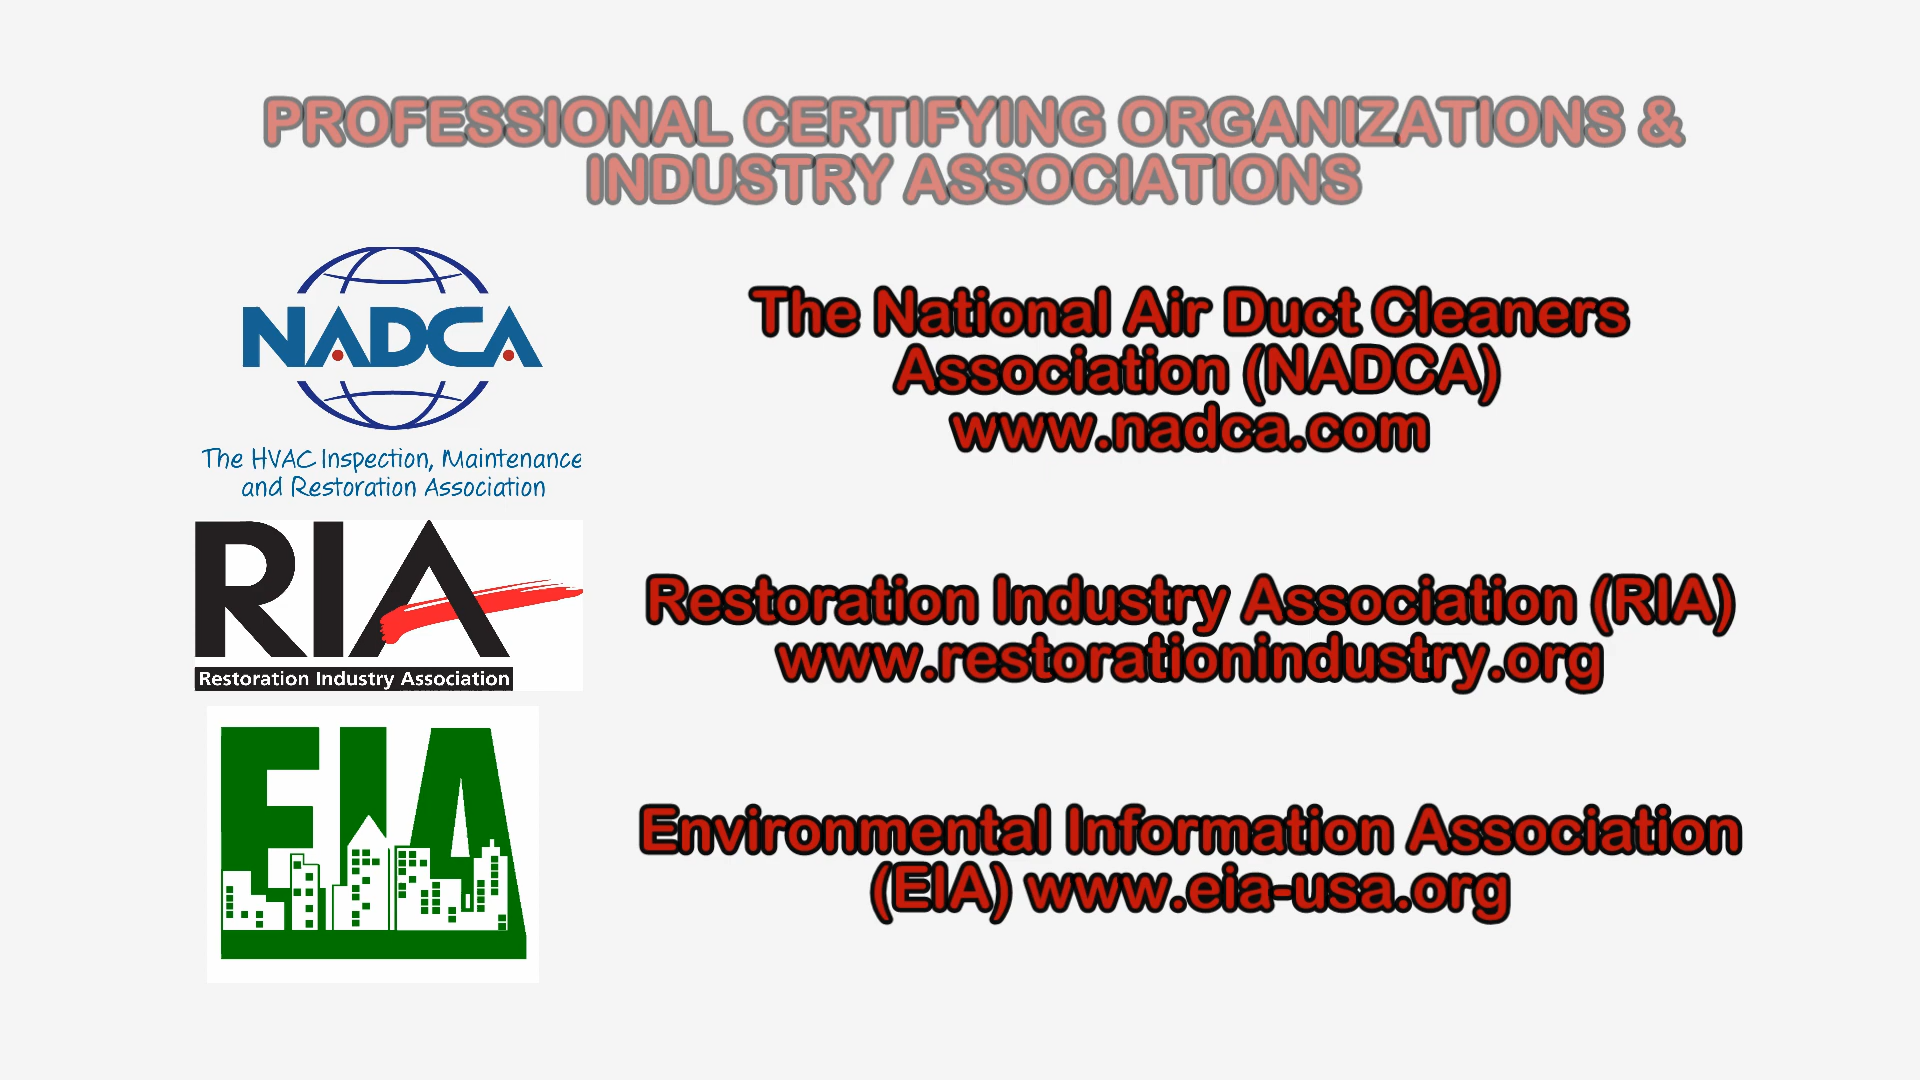 PROFESSIONAL CERTIFYING ORGANIZATIONS &
INDUSTRY ASSOCIATIONS
NADCA
The HVAC Inspection, Maintenance
and Restoration Association
The National Air Duct Cleaners
Association (NADCA)
www.nadca.com
RIA
Restoration Industry Association
Restoration Industry Association (RIA)
www.restorationindustry.org
EIA
Environmental Information Association
(EIA) www.eia-usa.org